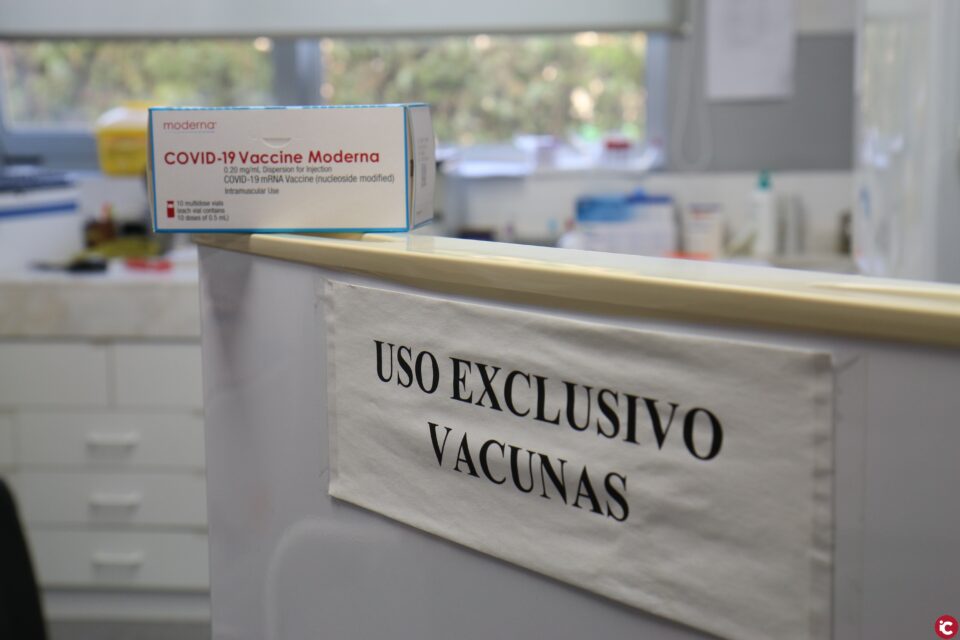 moderna
COVID-19 Vaccine Moderna
0.20 mg/mL, Dispersion for Injection
COVID-19 mRNA Vaccine (nucleoside modified)
Intramuscular Use
10 multidose vials
(each vial contains
10 doses of 0.5 mL)
USO EXCLUSIVO
VACUNAS
iC